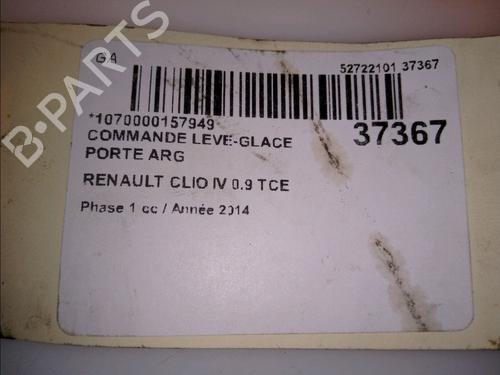 GA
52722101 37367
*1070000157949
37367
COMMANDE LEVE-GLACE
PORTE ARG
RENAULT CLIO IV 0.9 TCE
Phase 1 cc / Année 2014
B-PARTS